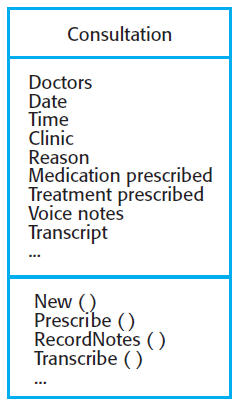 Consultation
Doctors
Date
Time
Clinic
Reason
Medication prescribed
Treatment prescribed
Voice notes
Transcript
...
New ( )
Prescribe ( )
RecordNotes ( )
Transcribe ( )
...